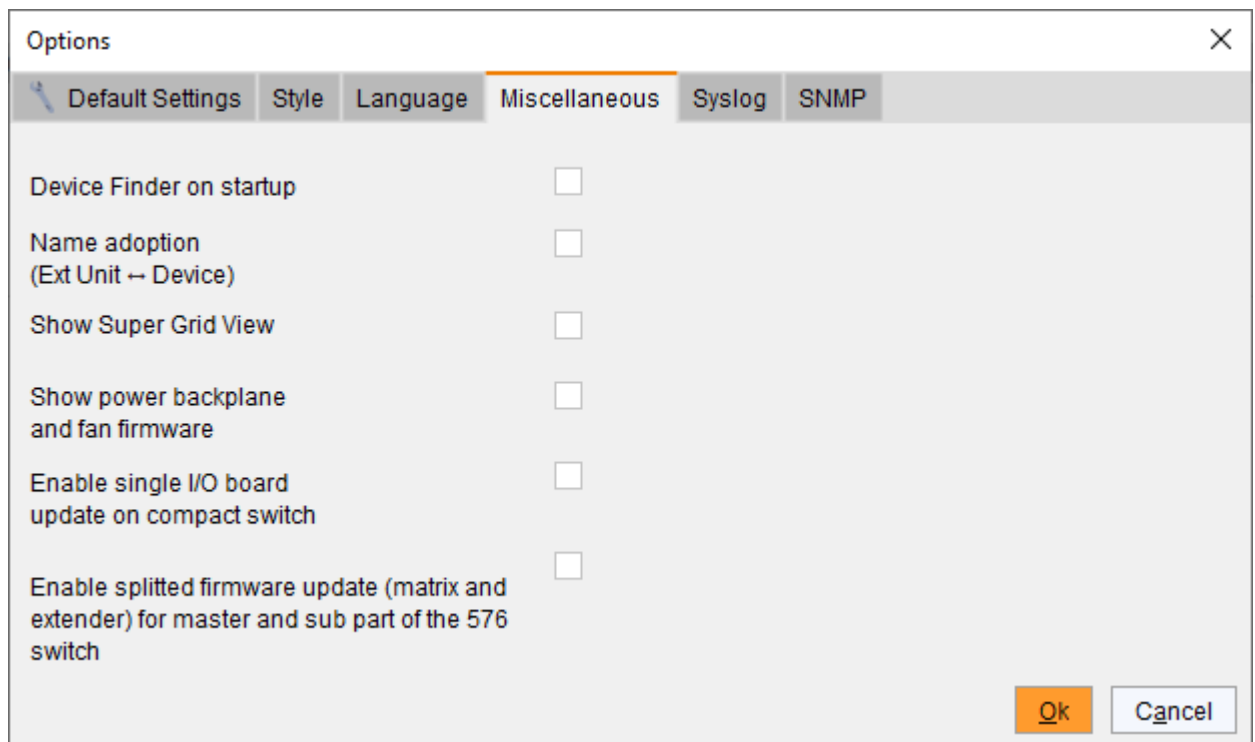 Options
Default Settings Style Language Miscellaneous Syslog SNMP
Device Finder on startup
Name adoption
(Ext Unit ↔ Device)
Show Super Grid View
Show power backplane
and fan firmware
Enable single I/O board
update on compact switch
Enable splitted firmware update (matrix and
extender) for master and sub part of the 576
switch
Ok Cancel